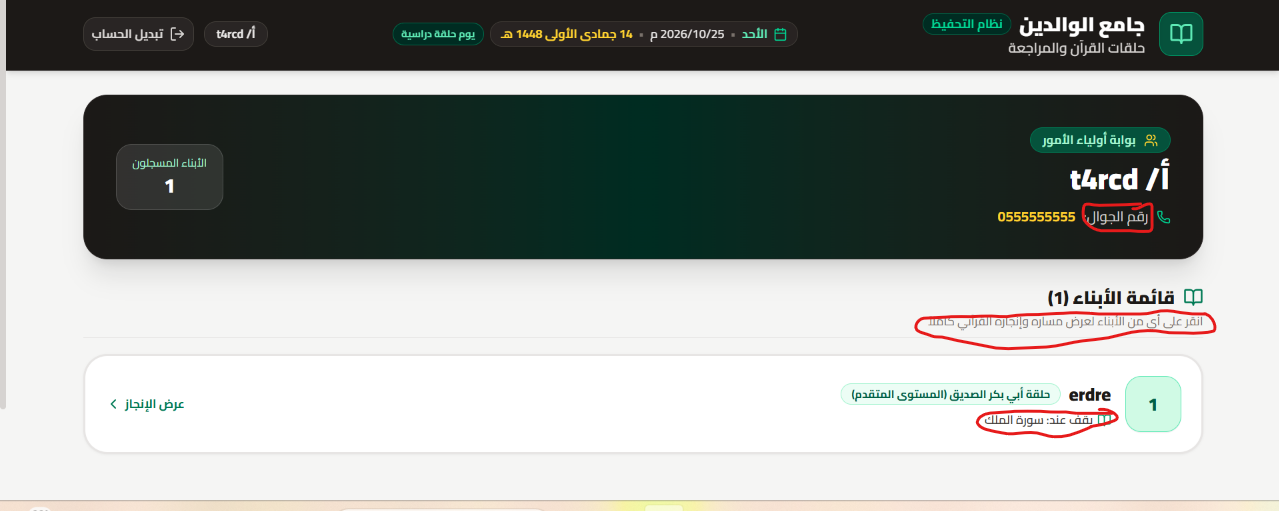 جامع الوالدين نظام التحفيظ
حلقات القرآن والمراجعة
الأحد • 2026/10/25 م • 14 جمادى الأولى 1448 هـ
يوم حلقة دراسية
أ/ t4rcd
تبديل الحساب
بوابة أولياء الأمور
أ/ t4rcd
رقم الجوال: 0555555555
الأبناء المسجلون
1
قائمة الأبناء (1)
انقر على أي من الأبناء لعرض مساره وإنجازه القرآني كاملاً
1
erdre حلقة أبي بكر الصديق (المستوى المتقدم)
يقف عند: سورة الملك
عرض الإنجاز